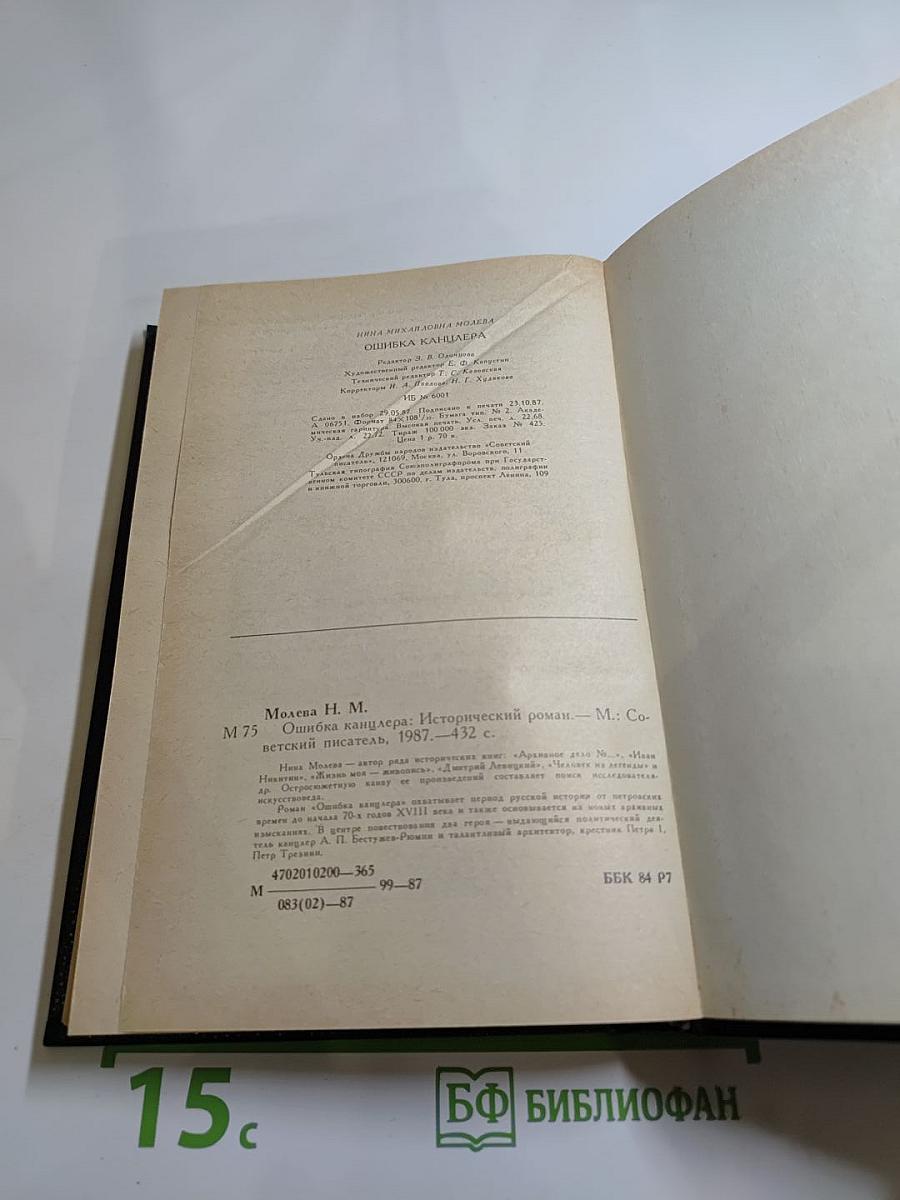 НИНА МИХАЙЛОВНА МОЛЕВА
ОШИБКА КАНЦЛЕРА
Редактор З. В. Одинцова
Художественный редактор Е. Ф. Капустин
Технический редактор Т. С. Казовская
Корректоры И. А. Павлова, Н. Г. Худякова
ИБ № 6001
Сдано в набор 29.05.87. Подписано к печати 23.10.87.
А 06751. Формат 84×108¹/₃₂. Бумага тип. № 2. Акаде-
мическая гарнитура. Высокая печать. Усл. печ. л. 22,68.
Уч.-изд. л. 22,72. Тираж 100 000 экз. Заказ № 425.
Цена 1 р. 70 к.
Ордена Дружбы народов издательство «Советский
писатель», 121069, Москва, ул. Воровского, 11
Тульская типография Союзполиграфпрома при Государст-
венном комитете СССР по делам издательств, полиграфии
и книжной торговли, 300600, г. Тула, проспект Ленина, 109
Молева Н. М.
М 75 Ошибка канцлера: Исторический роман.— М.: Со-
ветский писатель, 1987.—432 с.
Нина Молева — автор ряда исторических книг: «Архивное дело №...», «Иван
Никитин», «Жизнь моя — живопись», «Дмитрий Левицкий», «Человек из легенды» и
др. Остросюжетную канву ее произведений составляет поиск исследователя-
искусствоведа.
Роман «Ошибка канцлера» охватывает период русской истории от петровских
времен до начала 70-х годов XVIII века и также основывается на новых архивных
изысканиях. В центре повествования два героя — выдающийся политический дея-
тель канцлер А. П. Бестужев-Рюмин и талантливый архитектор, крестник Петра I,
Петр Трезини.
4702010200—365
М 99—87
083(02)—87
ББК 84 Р7
15с
БФ БИБЛИОФАН